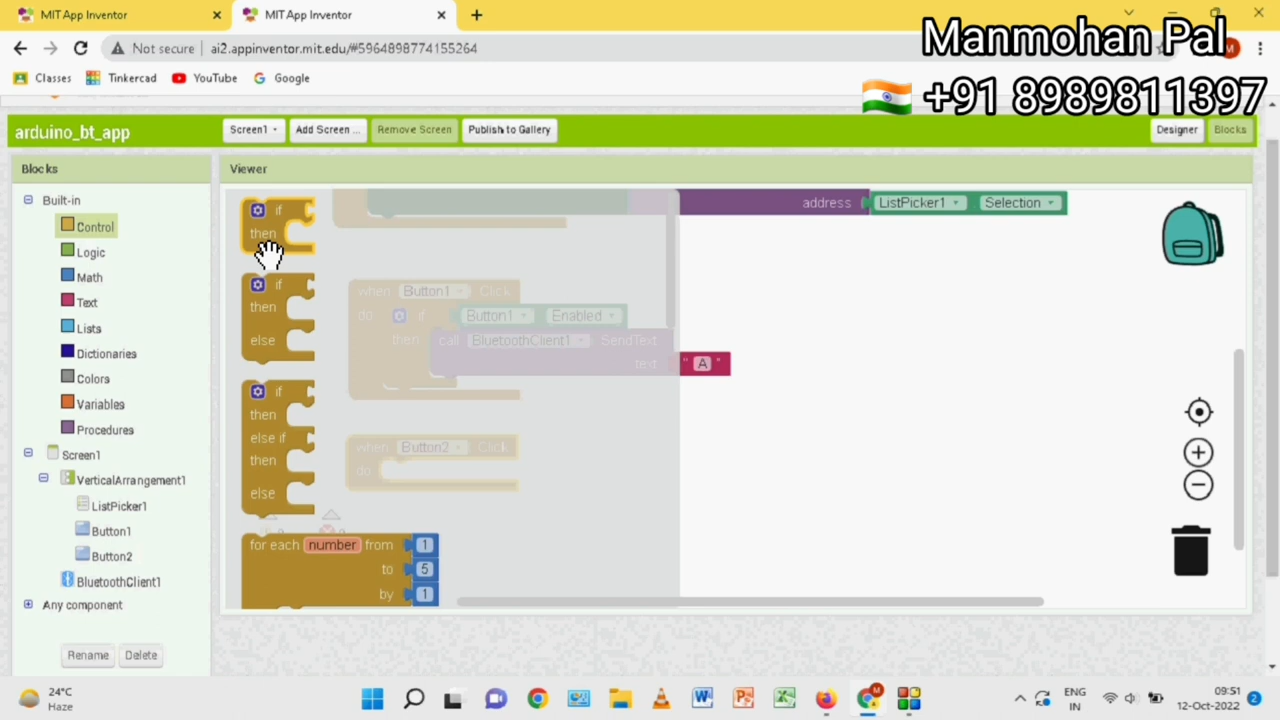 MIT App Inventor
MIT App Inventor
Not secure
ai2.appinventor.mit.edu/#5964898774155264
M
Manmohan Pal
+91 8989811397
Classes
Tinkercad
YouTube
Google
arduino_bt_app
Screen1
Add Screen ...
Remove Screen
Publish to Gallery
Designer
Blocks
Blocks
Viewer
Built-in
Control
Logic
Math
Text
Lists
Dictionaries
Colors
Variables
Procedures
Screen1
VerticalArrangement1
ListPicker1
Button1
Button2
BluetoothClient1
Any component
Rename
Delete
if
then
if
then
else
if
then
else if
then
else
for each number from 1
to 5
by 1
address ListPicker1 . Selection
when Button1 .Click
do if Button1 . Enabled
then call BluetoothClient1 .SendText
text " A "
when Button2 .Click
do
24°C
Haze
M
ENG
IN
09:51
12-Oct-2022
2